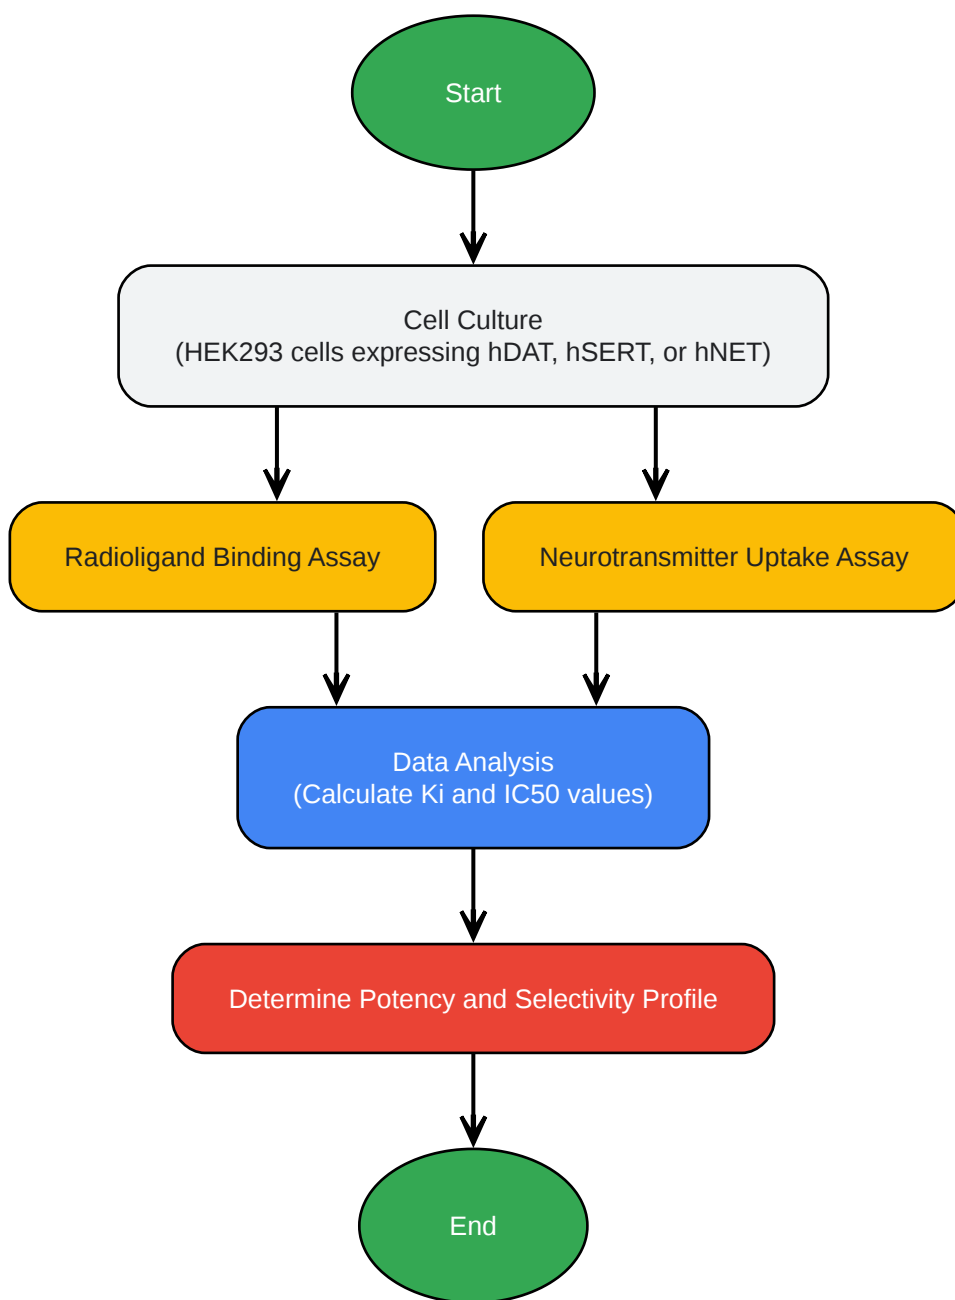 Start
Cell Culture
(HEK293 cells expressing hDAT, hSERT, or hNET)
Radioligand Binding Assay
Neurotransmitter Uptake Assay
Data Analysis
(Calculate Ki and IC50 values)
Determine Potency and Selectivity Profile
End